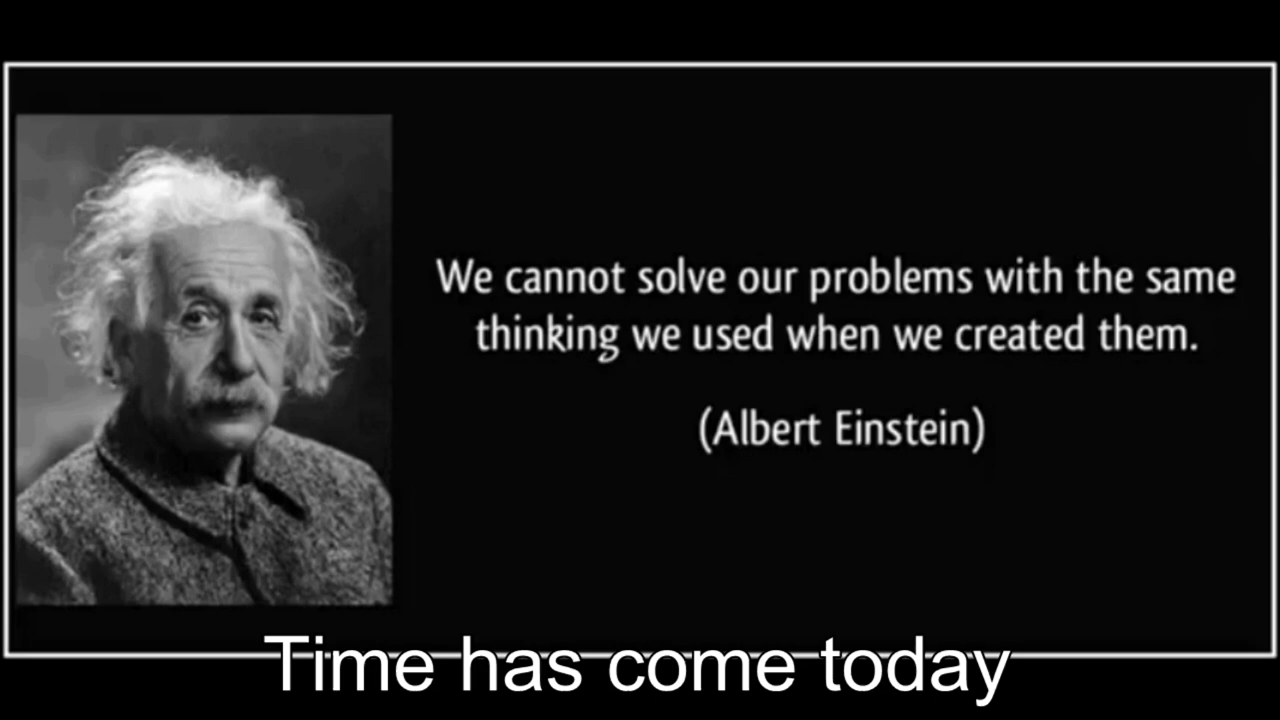 We cannot solve our problems with the same
thinking we used when we created them.
(Albert Einstein)
Time has come today